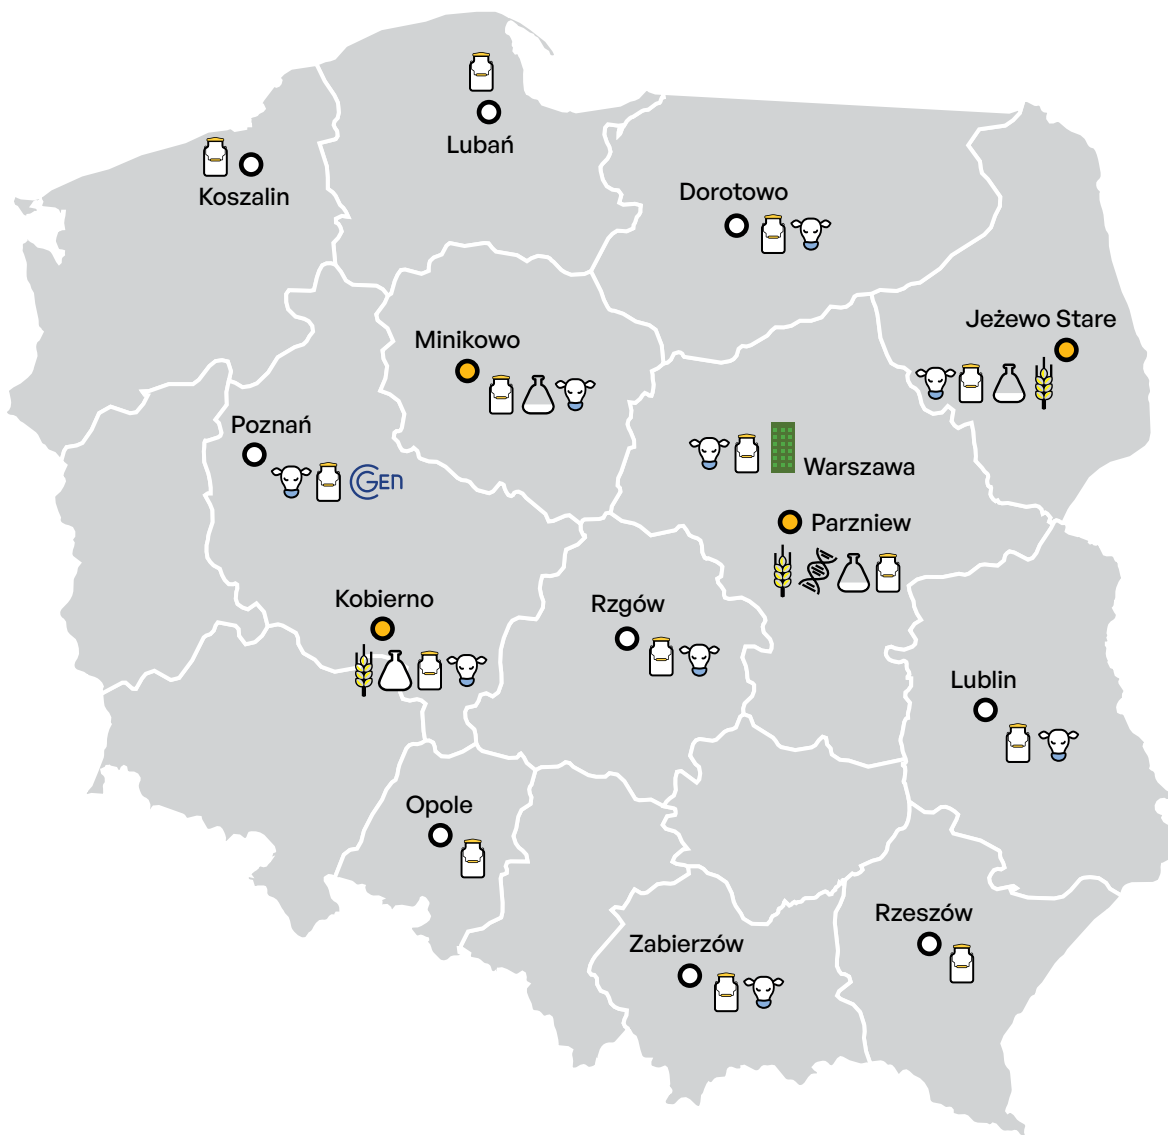 Lubań
Koszalin
Dorotowo
Jeżewo Stare
Minikowo
Poznań
GEN
Warszawa
Parzniew
Kobierno
Rzgów
Lublin
Opole
Rzeszów
Zabierzów